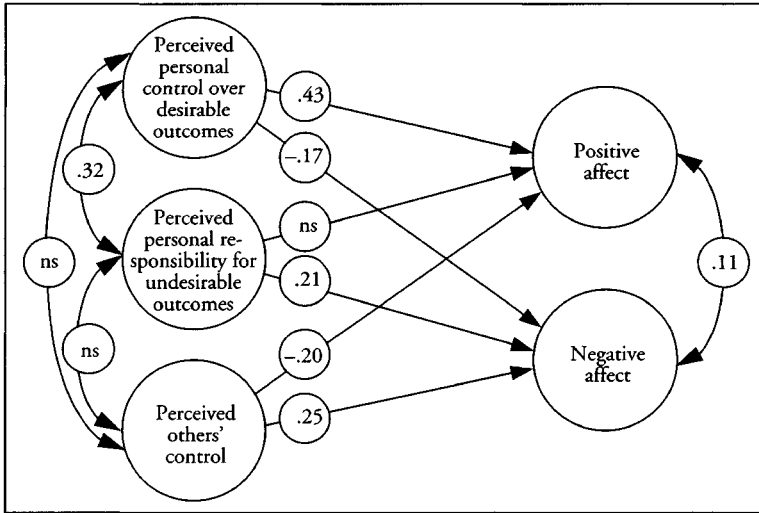 Perceived
personal
control over
desirable
outcomes
.43
−.17
.32
Perceived
personal re-
sponsibility for
undesirable
outcomes
ns
.21
ns
ns
Perceived
others'
control
−.20
.25
Positive
affect
.11
Negative
affect